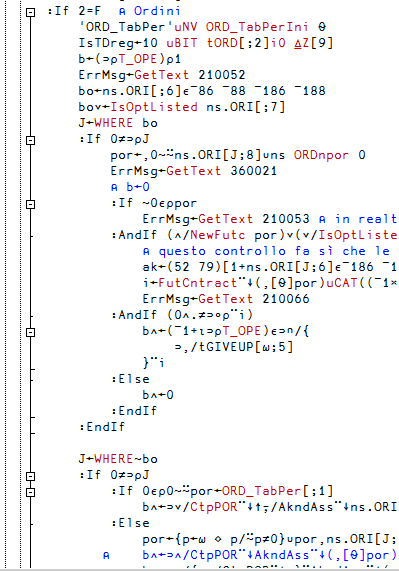 :If 2=F  ⍝ Ordini
'ORD_TabPer'uNV ORD_TabPerIni ⍬
IsTDreg←10 uBIT tORD[;2]i0 ⍙Z[9]
b←(⊃⍴T_OPE)⍴1
ErrMsg←GetText 210052
bo←ns.ORI[;6]∊¯86 ¯88 ¯186 ¯188
bo∨←IsOptListed ns.ORI[;7]
J←WHERE bo
:If 0≠⊃⍴J
por←,0~⍨¨ns.ORI[J;8]∪ns ORDnpor 0
ErrMsg←GetText 360021
⍝ b←0
:If ~0∊⍴por
ErrMsg←GetText 210053 ⍝ in realt
:AndIf (∧/NewFutc por)∨(∨/IsOptListe
⍝ questo controllo fa sì che le
ak←(52 79)[1+ns.ORI[J;6]∊¯186 ¯1
i←FutCntract¨↓(,[⍬]por)uCAT((¯1×
ErrMsg←GetText 210066
:AndIf (0∧.≠⊃∘⍴¨i)
b∧←(¯1+⍳⊃⍴T_OPE)∊⊃∩/{
⊃,/tGIVEUP[⍵;5]
}¨i
:Else
b∧←0
:EndIf
:EndIf
J←WHERE~bo
:If 0≠⊃⍴J
:If 0∊⍴0~⍨por←ORD_TabPer[;1]
b∧←⊃∨/CtpPOR¨↓↑,⌿AkndAss¨↓ns.ORI
:Else
por←{p←⍵ ⋄ p/⍨p≠0}∪por,ns.ORI[J;
⍝ b∧←⊃∧/CtpPOR¨↓AkndAss¨↓(,[⍬]por)